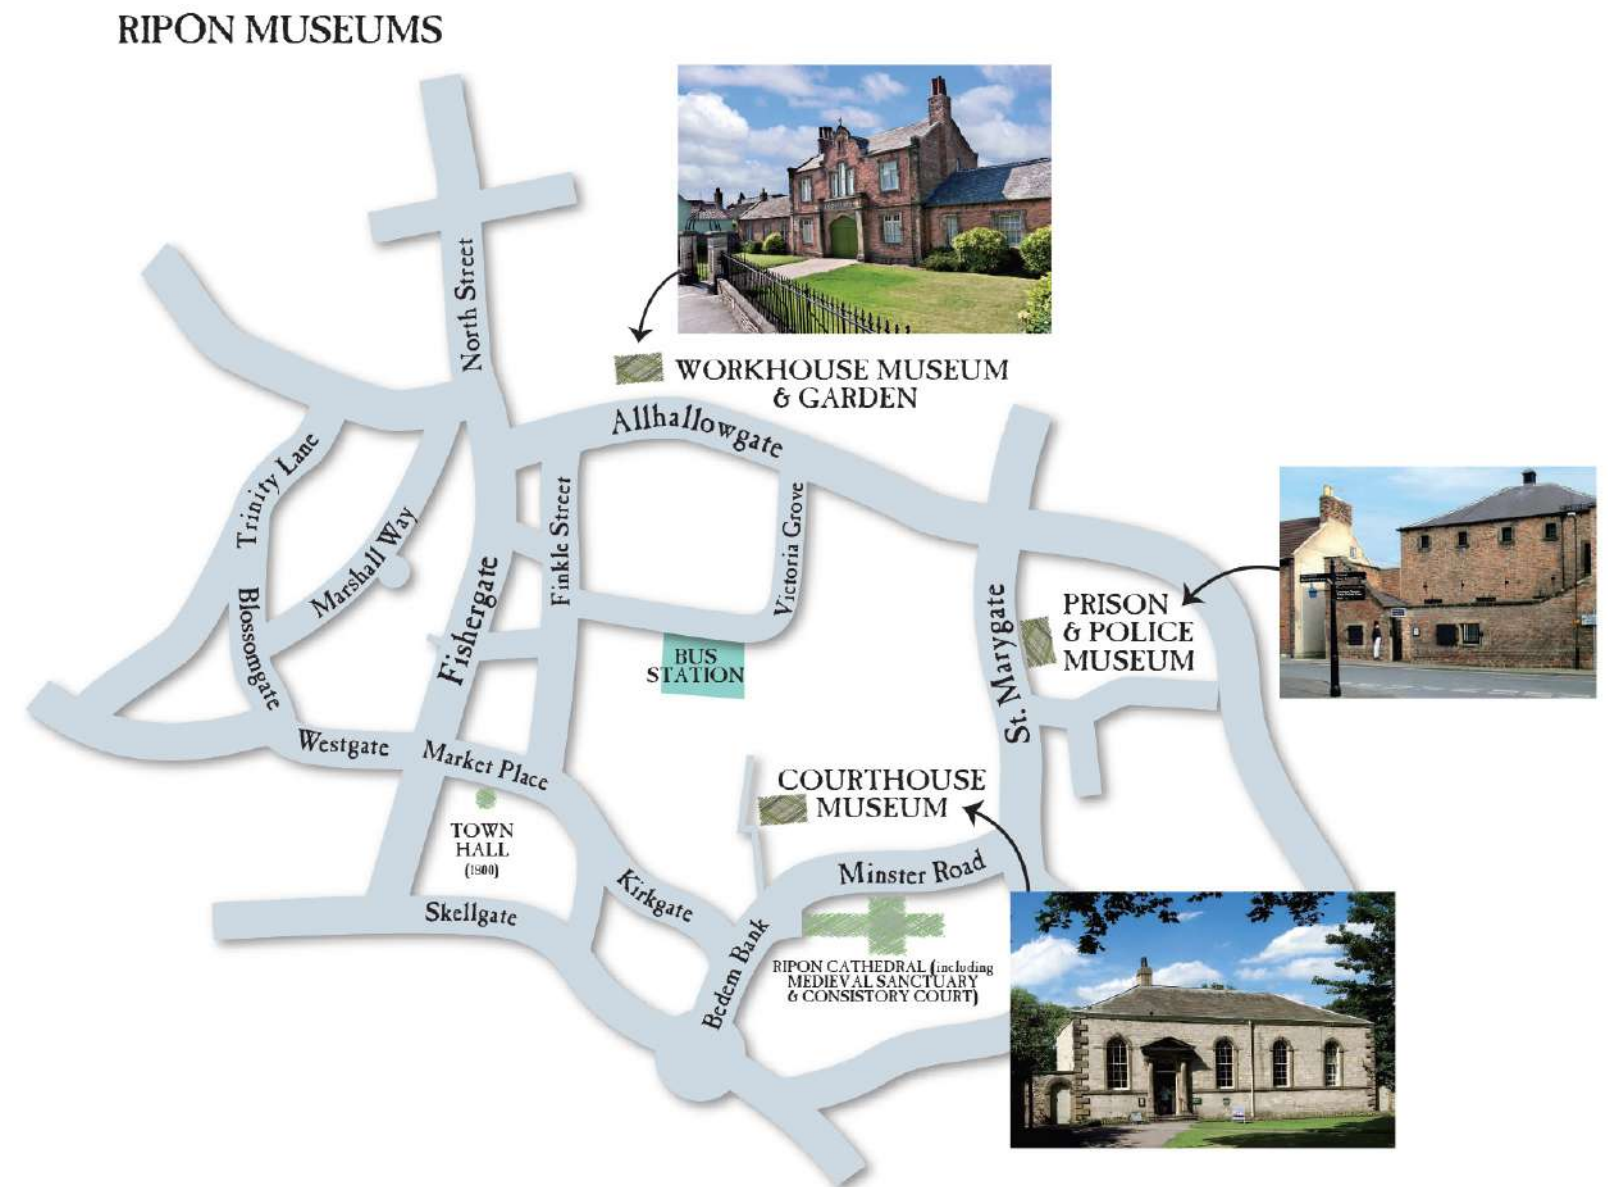 RIPON MUSEUMS
North Street
WORKHOUSE MUSEUM
& GARDEN
Allhallowgate
Trinity Lane
Marshall Way
Finkle Street
Victoria Grove
Fishergate
Blossomgate
BUS
STATION
St. Marygate
PRISON
& POLICE
MUSEUM
Westgate
Market Place
COURTHOUSE
MUSEUM
TOWN
HALL
(1800)
Minster Road
Kirkgate
Skellgate
Bedem Bank
RIPON CATHEDRAL (including
MEDIEVAL SANCTUARY
& CONSISTORY COURT)